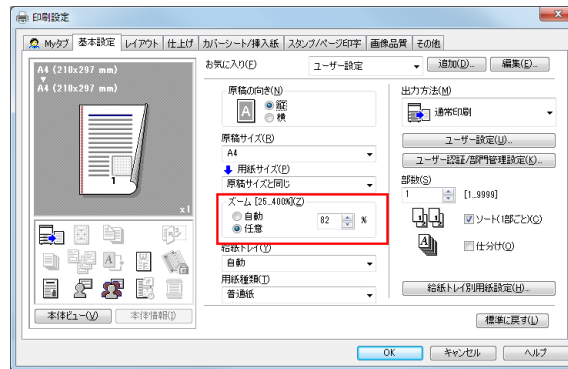 印刷設定
Myタブ 基本設定 レイアウト 仕上げ カバーシート/挿入紙 スタンプ/ページ印字 画像品質 その他
A4 (210x297 mm)
A4 (210x297 mm)
1
x1
本体ビュー(V) 本体情報(I)
お気に入り(F) ユーザー設定 追加(D)... 編集(E)...
原稿の向き(N)
A
縦
横
原稿サイズ(R)
A4
用紙サイズ(P)
原稿サイズと同じ
ズーム [25..400%](Z)
自動
任意
82 %
給紙トレイ(Y)
自動
用紙種類(T)
普通紙
出力方法(M)
通常印刷
ユーザー設定(U)...
ユーザー認証/部門管理設定(K)...
部数(S)
1 [1..9999]
ソート(1部ごと)(C)
仕分け(O)
給紙トレイ別用紙設定(H)...
標準に戻す(L)
OK キャンセル ヘルプ